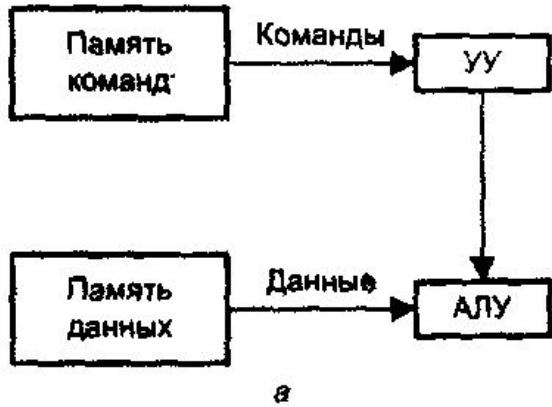 Память
команд
Команды
УУ
Память
данных
Данные
АЛУ
а